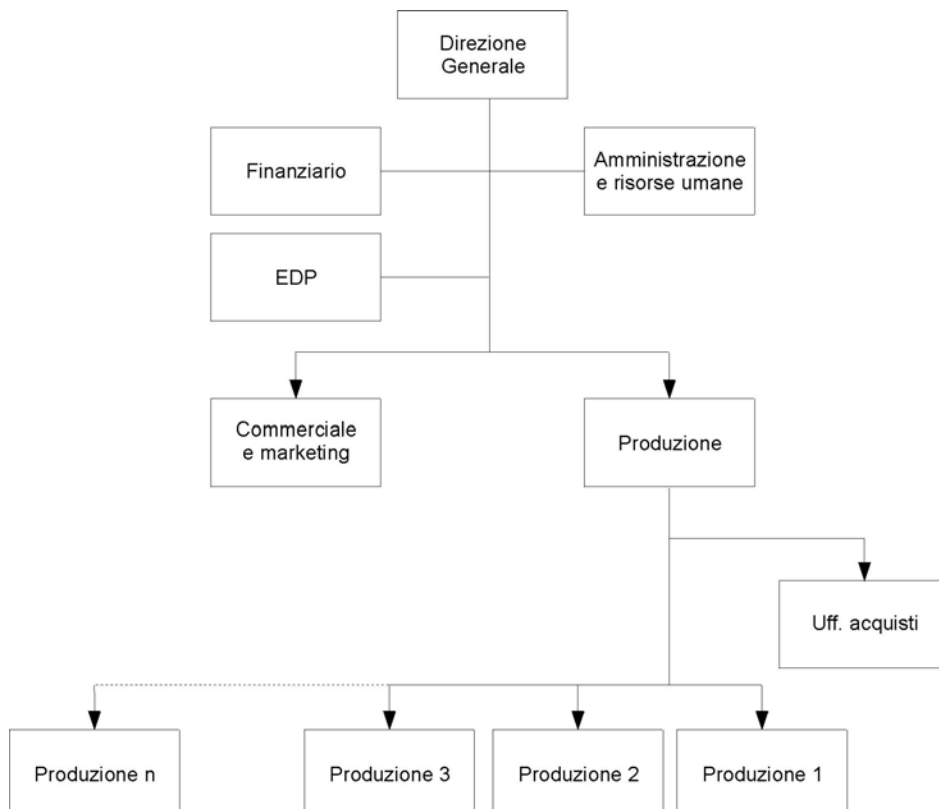 Direzione
Generale
Finanziario
Amministrazione
e risorse umane
EDP
Commerciale
e marketing
Produzione
Uff. acquisti
Produzione n
Produzione 3
Produzione 2
Produzione 1